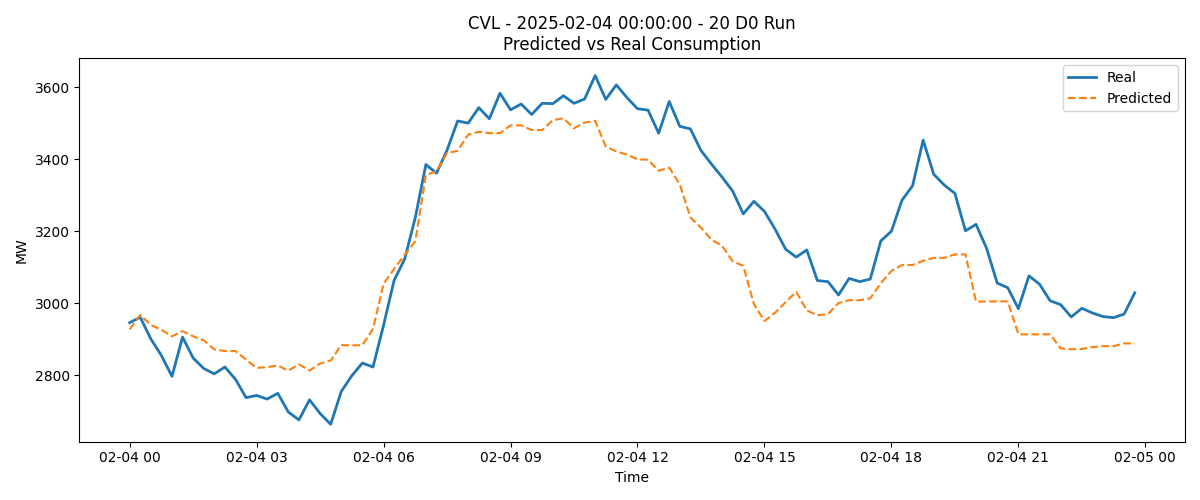 CVL - 2025-02-04 00:00:00 - 20 D0 Run
Predicted vs Real Consumption
Real
Predicted
3600
3400
3200
3000
2800
MW
02-04 00
02-04 03
02-04 06
02-04 09
02-04 12
02-04 15
02-04 18
02-04 21
02-05 00
Time